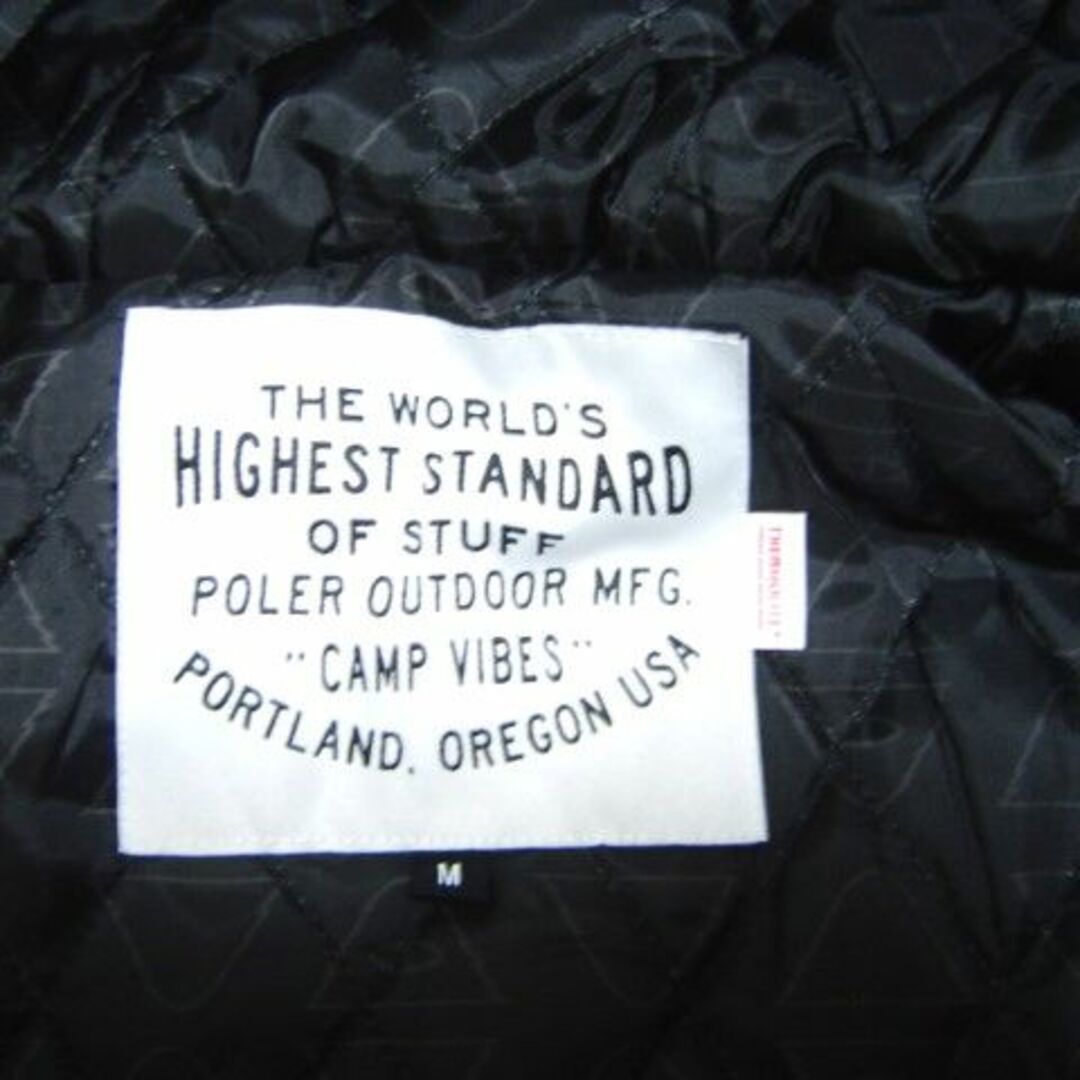 THE WORLD'S
HIGHEST STANDARD
OF STUFF
POLER OUTDOOR MFG.
"CAMP VIBES"
PORTLAND, OREGON USA
M